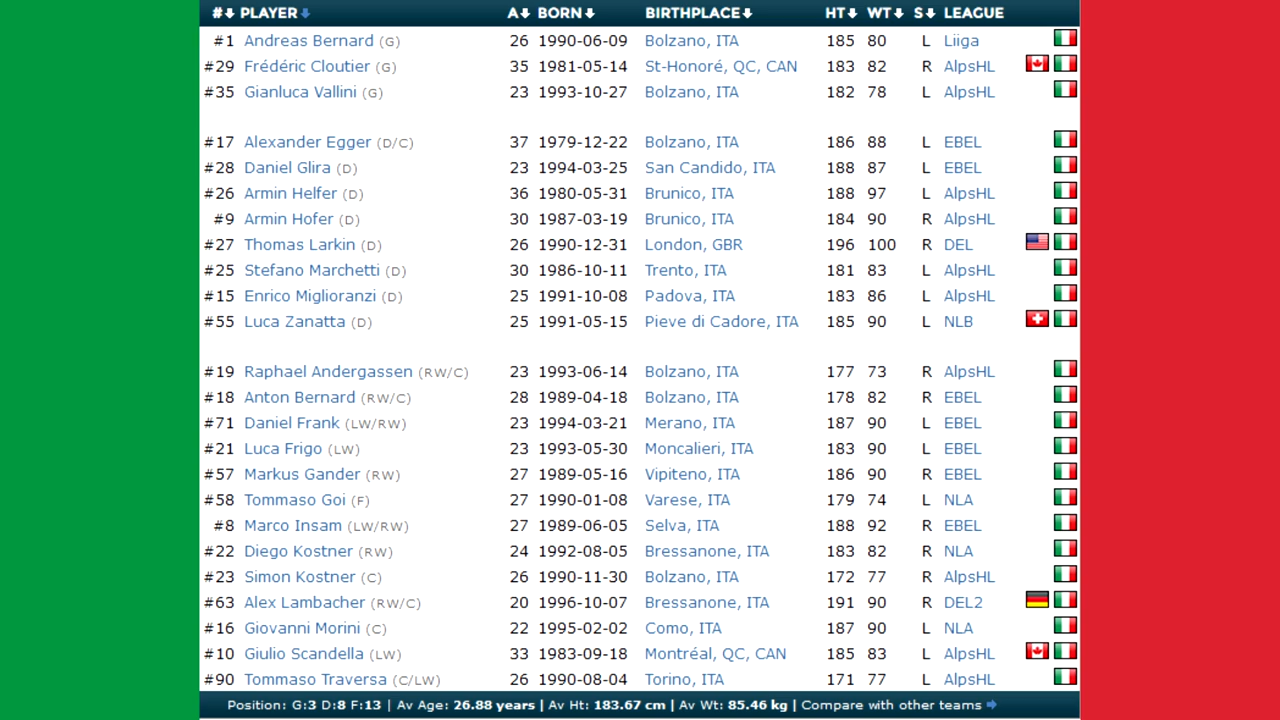 # PLAYER A BORN BIRTHPLACE HT WT S LEAGUE
#1 Andreas Bernard (G) 26 1990-06-09 Bolzano, ITA 185 80 L Liiga
#29 Frédéric Cloutier (G) 35 1981-05-14 St-Honoré, QC, CAN 183 82 R AlpsHL
#35 Gianluca Vallini (G) 23 1993-10-27 Bolzano, ITA 182 78 L AlpsHL
#17 Alexander Egger (D/C) 37 1979-12-22 Bolzano, ITA 186 88 L EBEL
#28 Daniel Glira (D) 23 1994-03-25 San Candido, ITA 188 87 L EBEL
#26 Armin Helfer (D) 36 1980-05-31 Brunico, ITA 188 97 L AlpsHL
#9 Armin Hofer (D) 30 1987-03-19 Brunico, ITA 184 90 R AlpsHL
#27 Thomas Larkin (D) 26 1990-12-31 London, GBR 196 100 R DEL
#25 Stefano Marchetti (D) 30 1986-10-11 Trento, ITA 181 83 L AlpsHL
#15 Enrico Miglioranzi (D) 25 1991-10-08 Padova, ITA 183 86 L AlpsHL
#55 Luca Zanatta (D) 25 1991-05-15 Pieve di Cadore, ITA 185 90 L NLB
#19 Raphael Andergassen (RW/C) 23 1993-06-14 Bolzano, ITA 177 73 R AlpsHL
#18 Anton Bernard (RW/C) 28 1989-04-18 Bolzano, ITA 178 82 R EBEL
#71 Daniel Frank (LW/RW) 23 1994-03-21 Merano, ITA 187 90 L EBEL
#21 Luca Frigo (LW) 23 1993-05-30 Moncalieri, ITA 183 90 L EBEL
#57 Markus Gander (RW) 27 1989-05-16 Vipiteno, ITA 186 90 R EBEL
#58 Tommaso Goi (F) 27 1990-01-08 Varese, ITA 179 74 L NLA
#8 Marco Insam (LW/RW) 27 1989-06-05 Selva, ITA 188 92 R EBEL
#22 Diego Kostner (RW) 24 1992-08-05 Bressanone, ITA 183 82 R NLA
#23 Simon Kostner (C) 26 1990-11-30 Bolzano, ITA 172 77 R AlpsHL
#63 Alex Lambacher (RW/C) 20 1996-10-07 Bressanone, ITA 191 90 R DEL2
#16 Giovanni Morini (C) 22 1995-02-02 Como, ITA 187 90 L NLA
#10 Giulio Scandella (LW) 33 1983-09-18 Montréal, QC, CAN 185 83 L AlpsHL
#90 Tommaso Traversa (C/LW) 26 1990-08-04 Torino, ITA 171 77 L AlpsHL
Position: G:3 D:8 F:13 | Av Age: 26.88 years | Av Ht: 183.67 cm | Av Wt: 85.46 kg | Compare with other teams